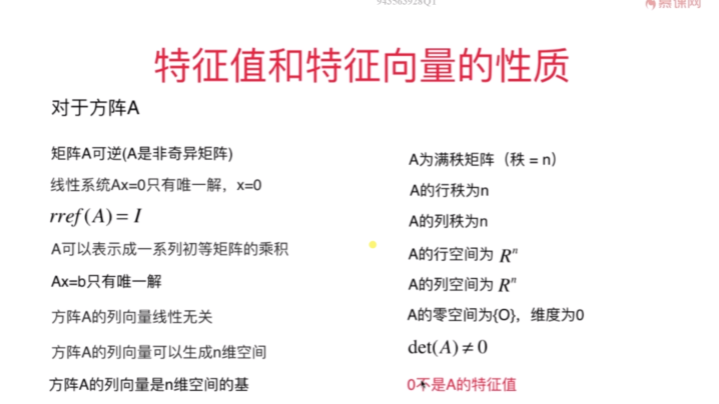 特征值和特征向量的性质
对于方阵A
矩阵A可逆(A是非奇异矩阵)
线性系统Ax=0只有唯一解，x=0
rref(A) = I
A可以表示成一系列初等矩阵的乘积
Ax=b只有唯一解
方阵A的列向量线性无关
方阵A的列向量可以生成n维空间
方阵A的列向量是n维空间的基
A为满秩矩阵（秩 = n）
A的行秩为n
A的列秩为n
A的行空间为 Rⁿ
A的列空间为 Rⁿ
A的零空间为{O}，维度为0
det(A) ≠ 0
0不是A的特征值